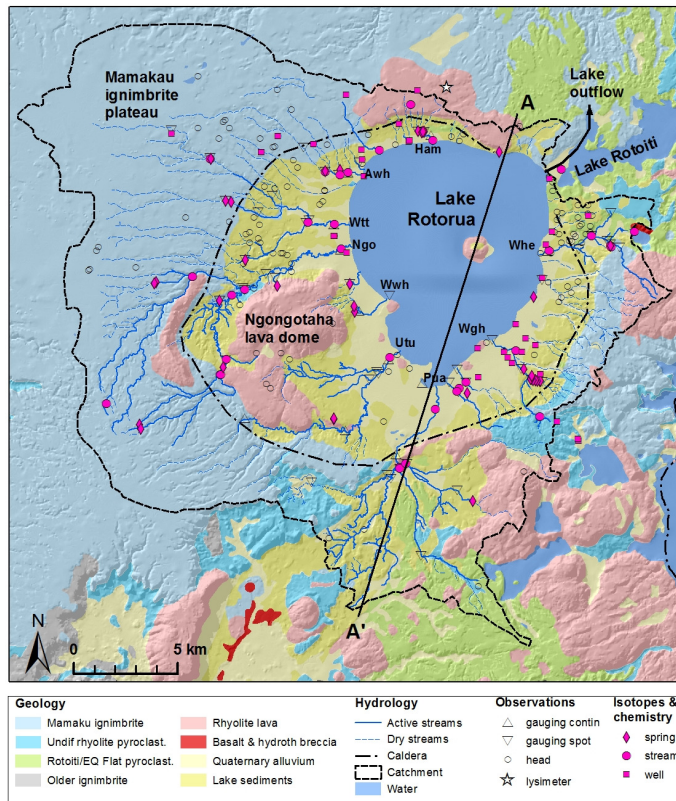 Mamakau
ignimbrite
plateau
A
Lake
outflow
Lake Rotoiti
Ham
Awh
Lake
Rotorua
Wtt
Ngo
Whe
Wwh
Ngongotaha
lava dome
Wgh
Utu
Pua
N
0 5 km
A'
Geology
Mamaku ignimbrite
Undif rhyolite pyroclast.
Rotoiti/EQ Flat pyroclast.
Older ignimbrite
Rhyolite lava
Basalt & hydroth breccia
Quaternary alluvium
Lake sediments
Hydrology
Active streams
Dry streams
Caldera
Catchment
Water
Observations
gauging contin
gauging spot
head
lysimeter
Isotopes &
chemistry
spring
stream
well